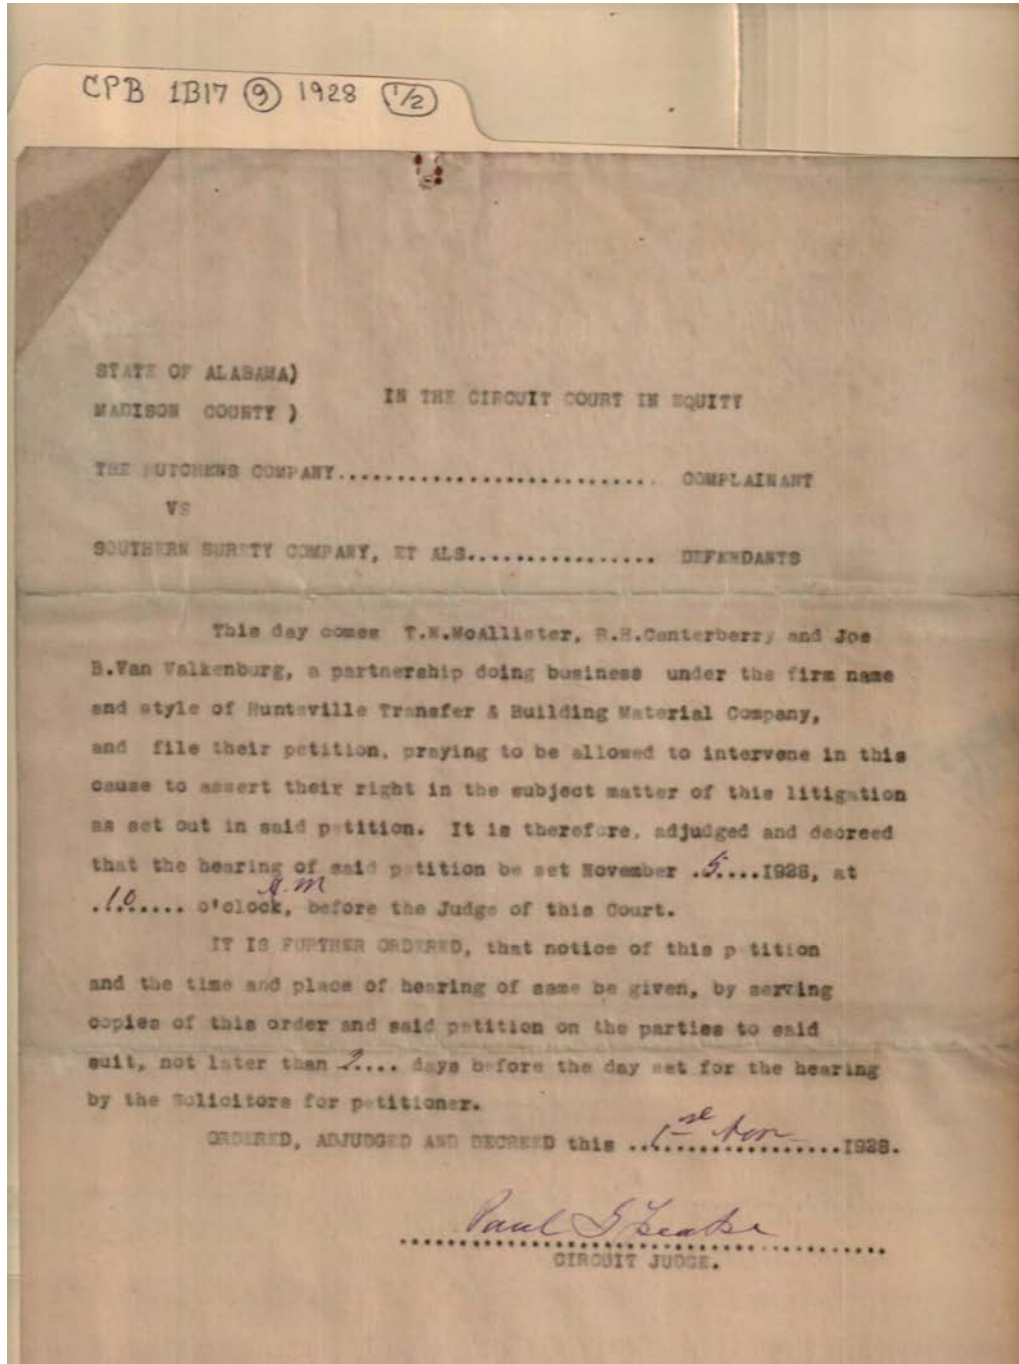 CPB 1B17 9 1928 1/2
STATE OF ALABAMA)
IN THE CIRCUIT COURT IN EQUITY
MADISON COUNTY )
THE HUTCHENS COMPANY............................ COMPLAINANT
VS
SOUTHERN SURETY COMPANY, ET ALS................. DEFENDANTS
This day comes T.W.McAllister, R.H.Canterberry and Joe
B.Van Valkenburg, a partnership doing business under the firm name
and style of Huntsville Transfer & Building Material Company,
and file their petition, praying to be allowed to intervene in this
cause to assert their right in the subject matter of this litigation
as set out in said petition. It is therefore, adjudged and decreed
that the hearing of said petition be set November .5....1928, at
A.M
.10..... o'clock, before the Judge of this Court.
IT IS FURTHER ORDERED, that notice of this petition
and the time and place of hearing of same be given, by serving
copies of this order and said petition on the parties to said
suit, not later than 2.... days before the day set for the hearing
by the Solicitors for petitioner.
ORDERED, ADJUDGED AND DECREED this ..1st Nov..................1928.
Paul Speake
CIRCUIT JUDGE.